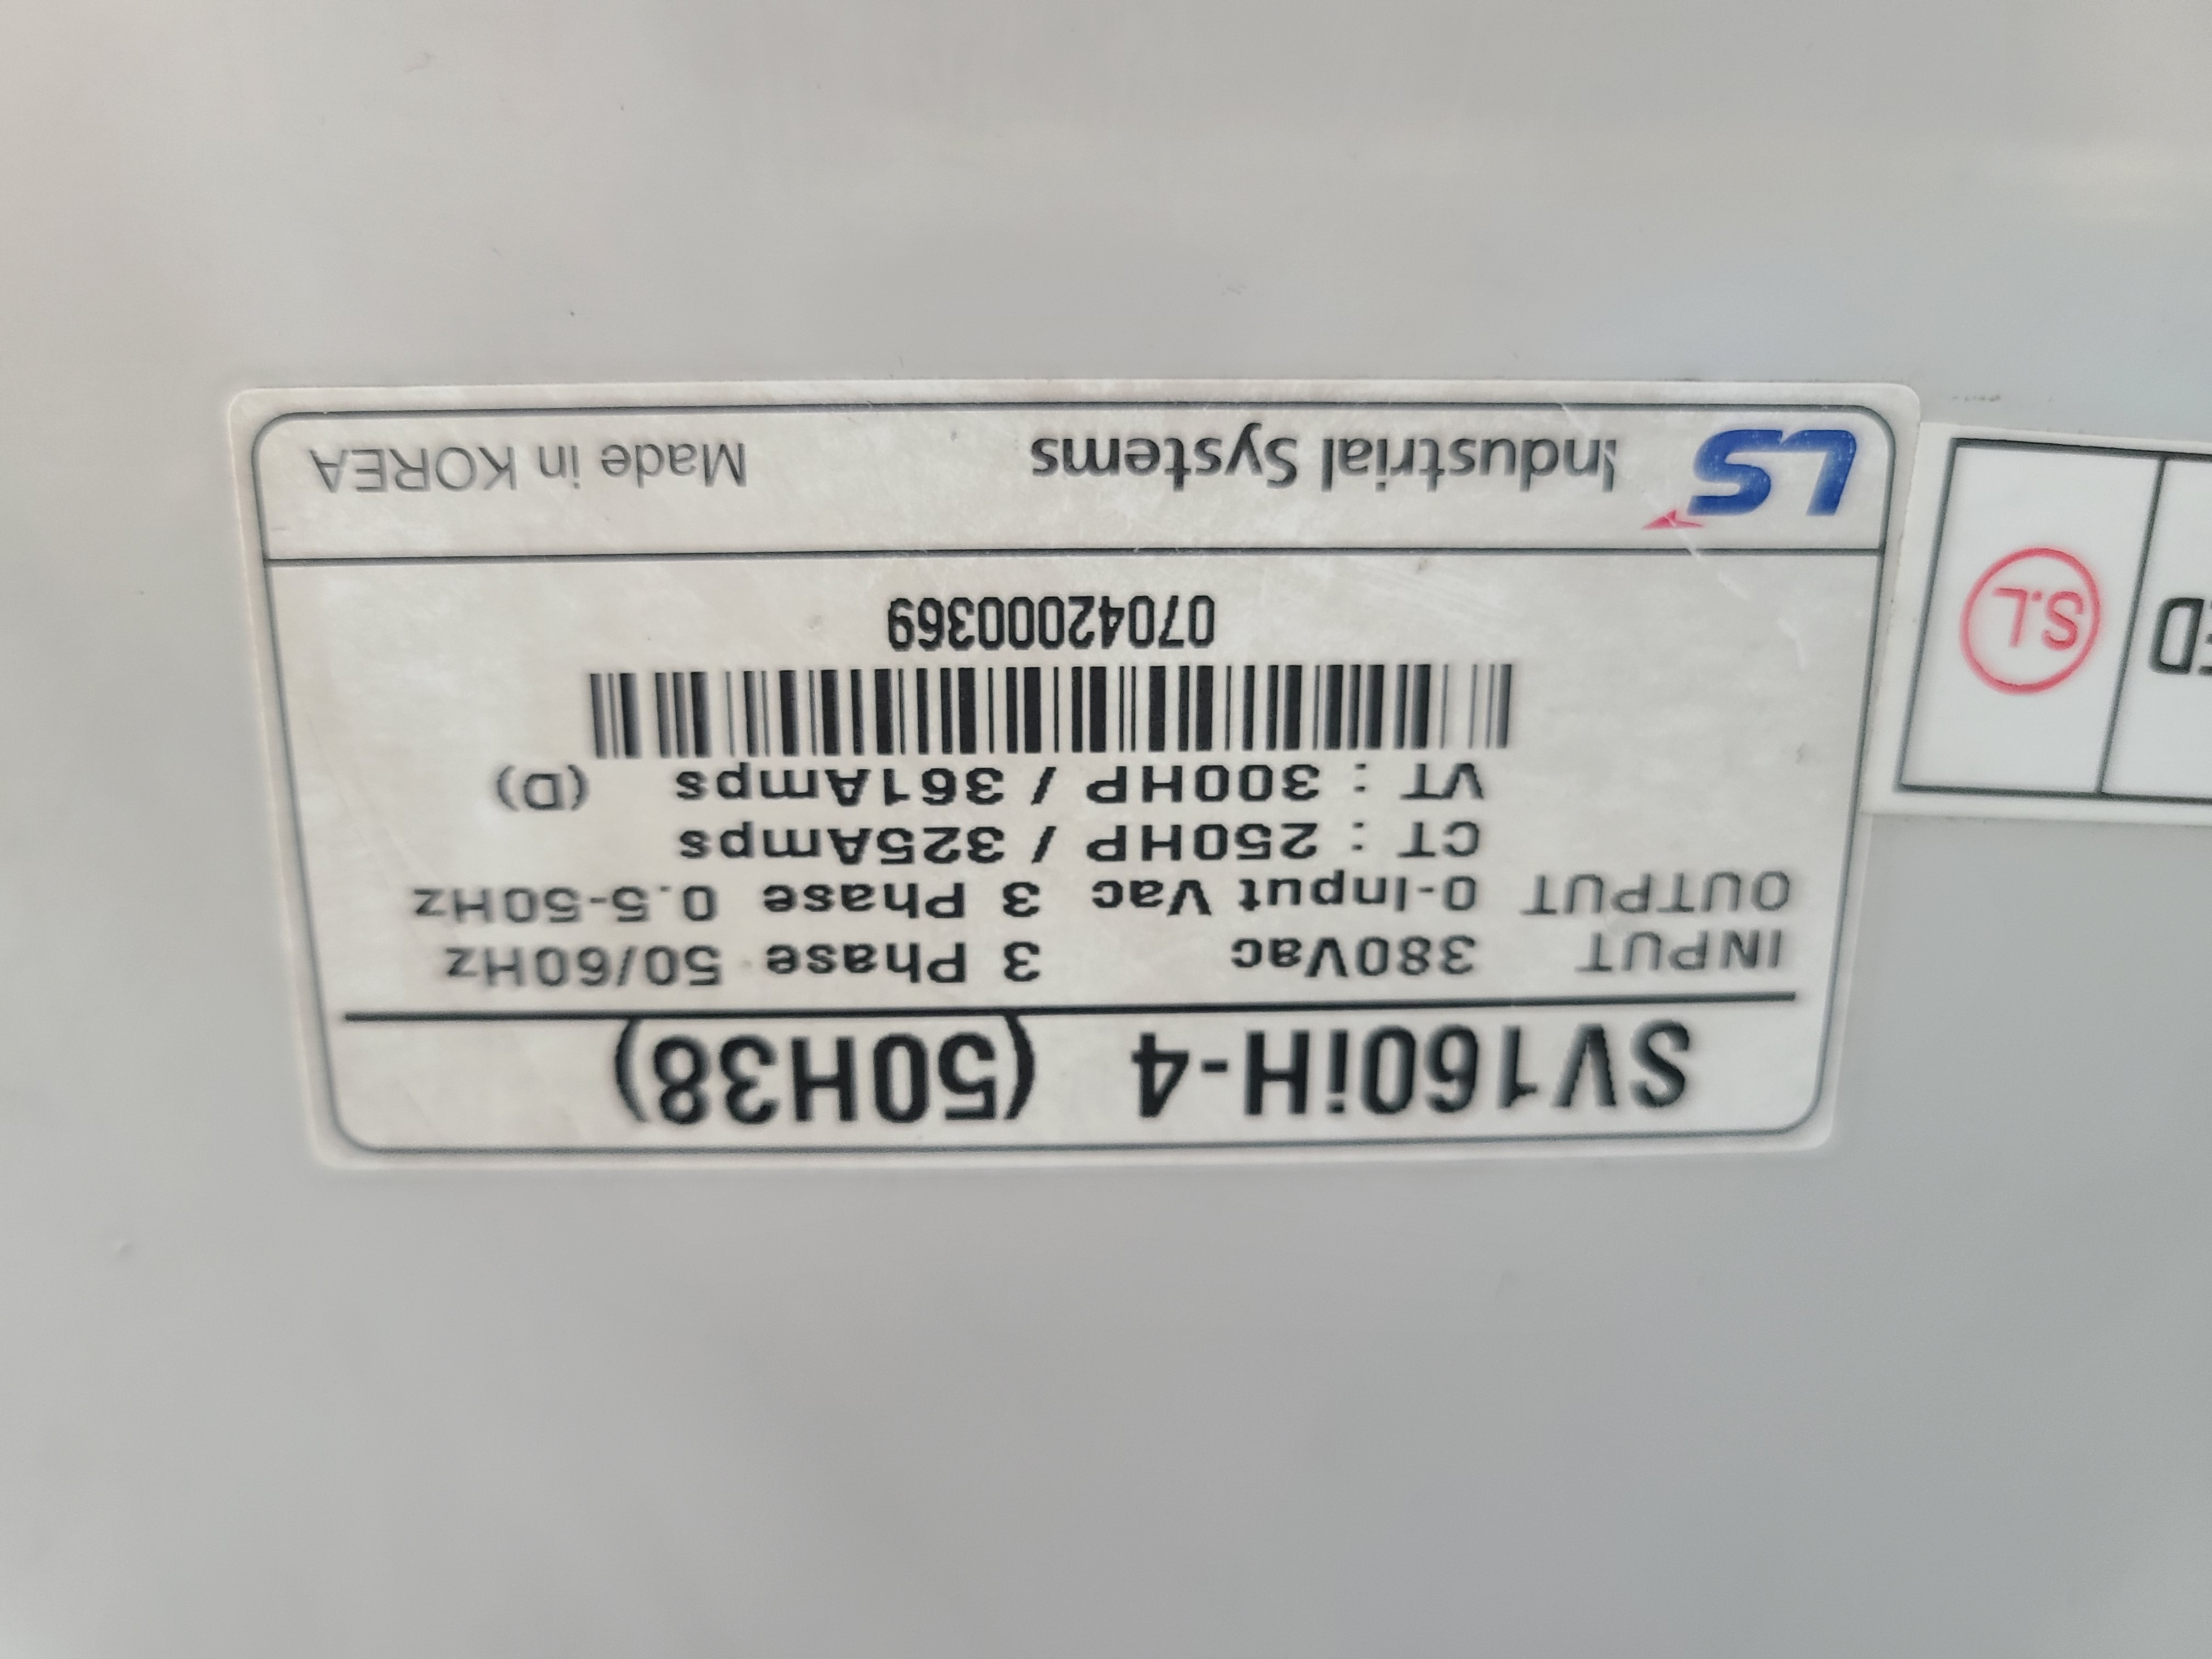 SV160iH-4 (50H38)
INPUT 380Vac 3 Phase 50/60Hz
OUTPUT 0-Input Vac 3 Phase 0.5-50Hz
CT : 250HP / 325Amps
VT : 300HP / 361Amps (D)
07042000369
LS Industrial Systems Made in KOREA
S.L